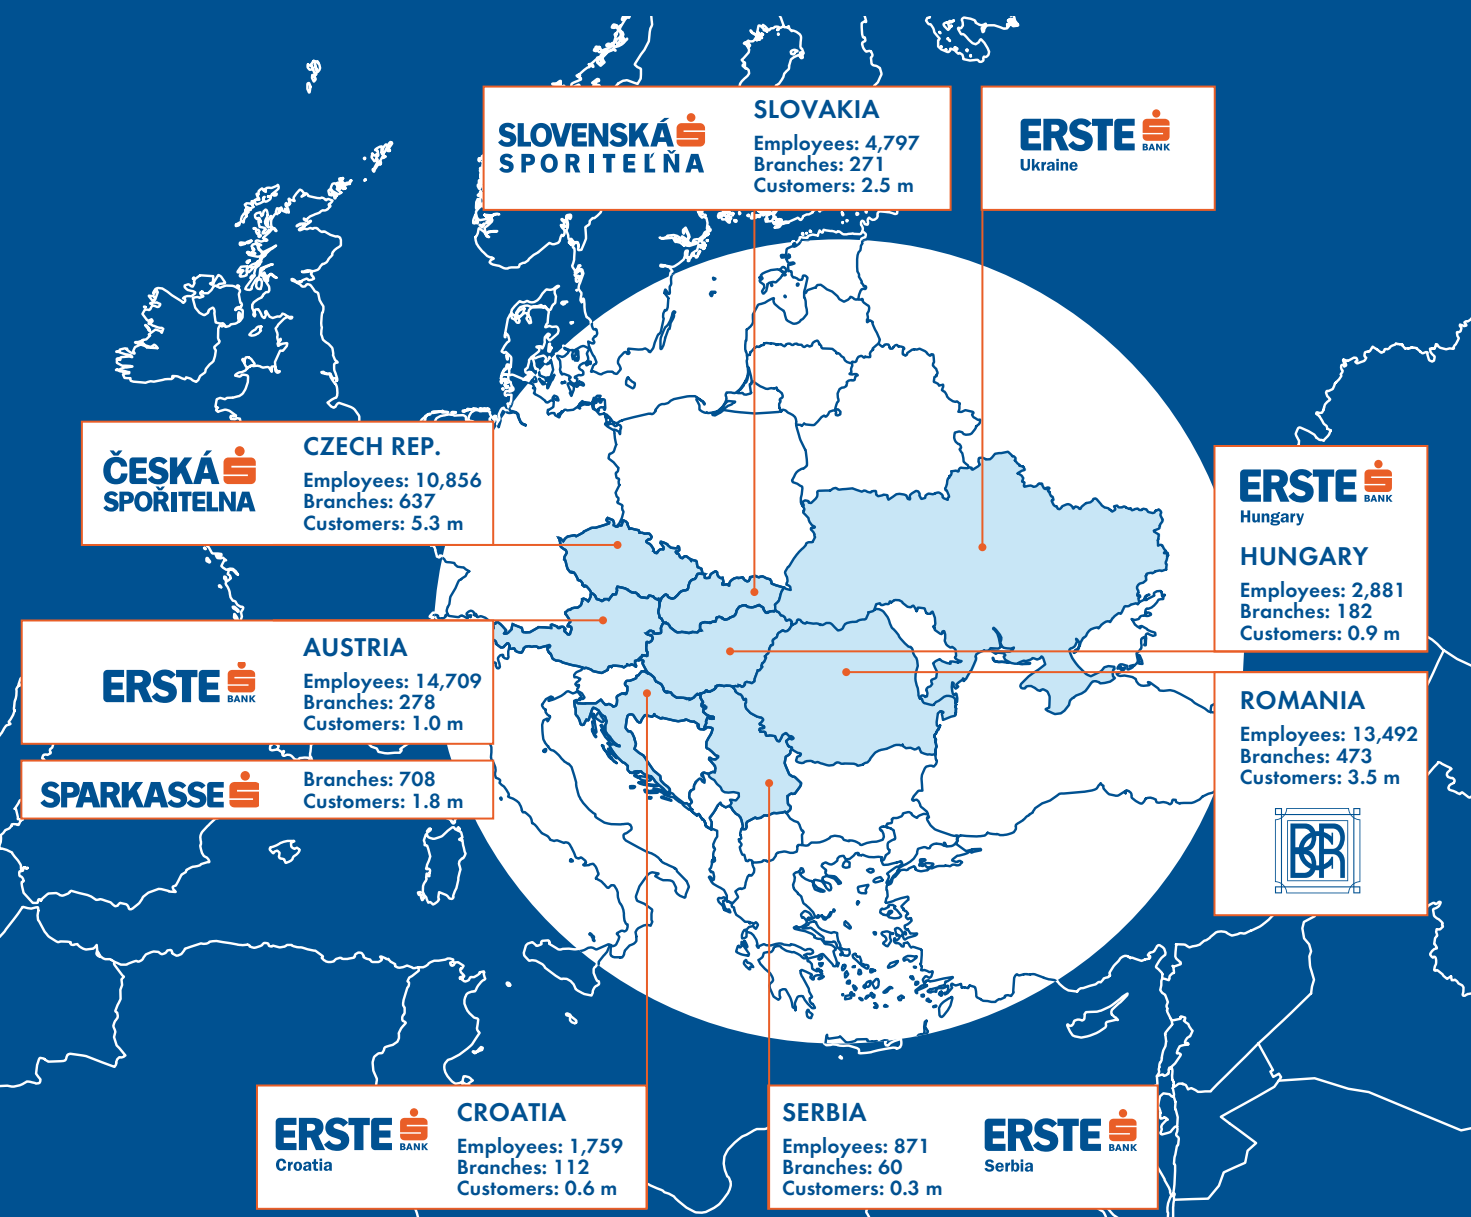 SLOVENSKÁ
SPORITEĽŇA
SLOVAKIA
Employees: 4,797
Branches: 271
Customers: 2.5 m
ERSTE
BANK
Ukraine
ČESKÁ
SPOŘITELNA
CZECH REP.
Employees: 10,856
Branches: 637
Customers: 5.3 m
ERSTE
BANK
Hungary
HUNGARY
Employees: 2,881
Branches: 182
Customers: 0.9 m
ERSTE
BANK
AUSTRIA
Employees: 14,709
Branches: 278
Customers: 1.0 m
SPARKASSE
Branches: 708
Customers: 1.8 m
ROMANIA
Employees: 13,492
Branches: 473
Customers: 3.5 m
BCR
ERSTE
BANK
Croatia
CROATIA
Employees: 1,759
Branches: 112
Customers: 0.6 m
SERBIA
Employees: 871
Branches: 60
Customers: 0.3 m
ERSTE
BANK
Serbia